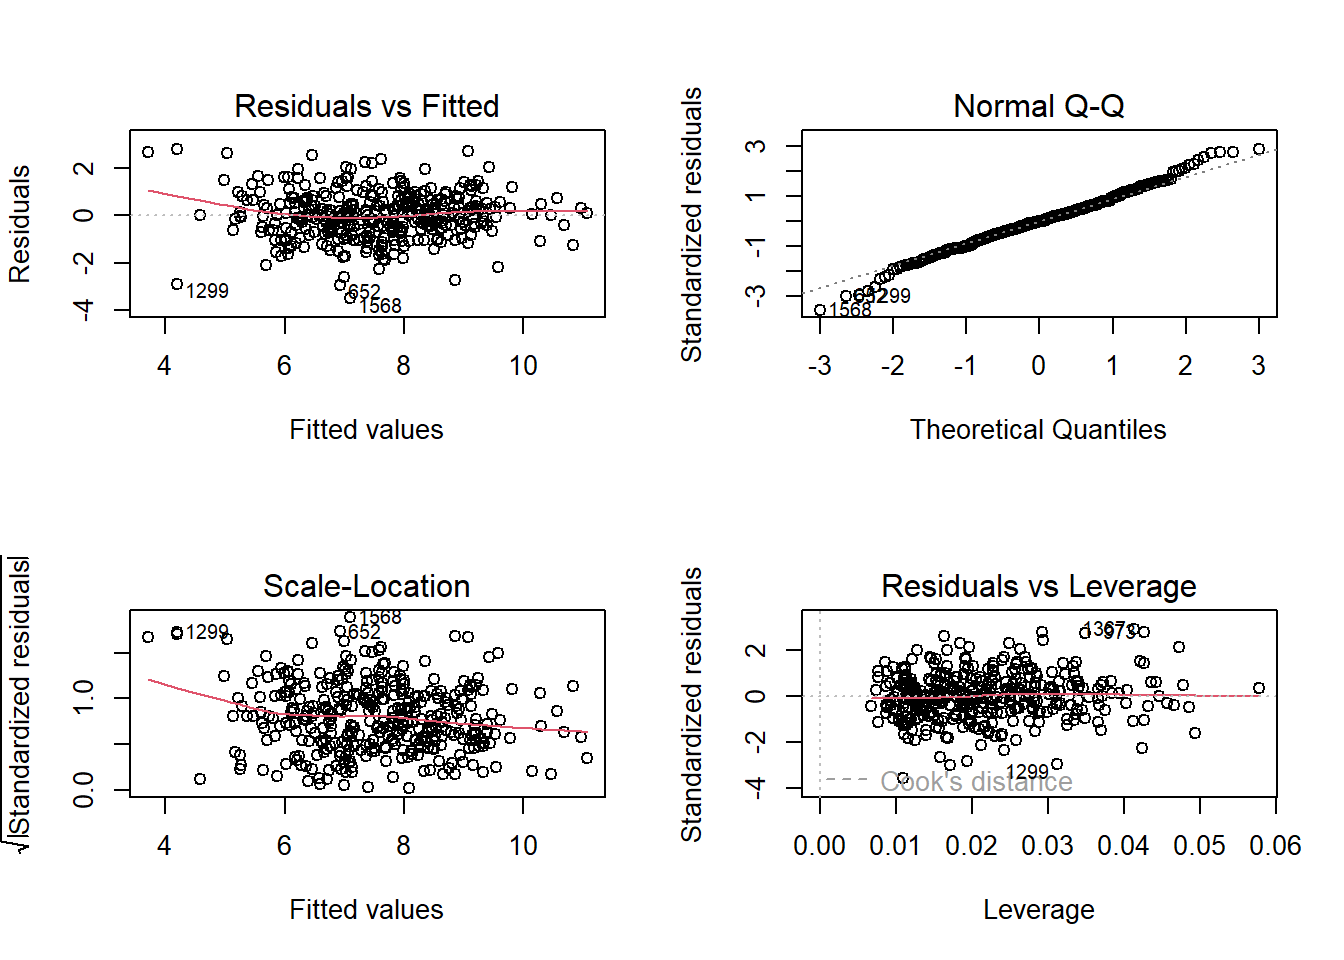 Residuals vs Fitted
Residuals
2
0
-2
-4
1299
652
1568
4 6 8 10
Fitted values
Normal Q-Q
Standardized residuals
3
1
-1
-3
1568
652
1299
-3 -2 -1 0 1 2 3
Theoretical Quantiles
Scale-Location
√|Standardized residuals|
1.0
0.0
1568
652
1299
4 6 8 10
Fitted values
Residuals vs Leverage
Standardized residuals
2
0
-2
-4
1367
973
1299
Cook's distance
0.00 0.01 0.02 0.03 0.04 0.05 0.06
Leverage